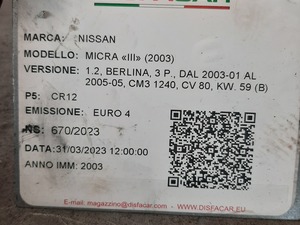 MARCA: NISSAN
MODELLO: MICRA «III» (2003)
VERSIONE: 1.2, BERLINA, 3 P., DAL 2003-01 AL
2005-05, CM3 1240, CV 80, KW. 59 (B)
P5: CR12
EMISSIONE: EURO 4
NS: 670/2023
DATA: 31/03/2023 12:00:00
ANNO IMM: 2003
E-mail: magazzino@disfacar.com http://www.DISFACAR.EU